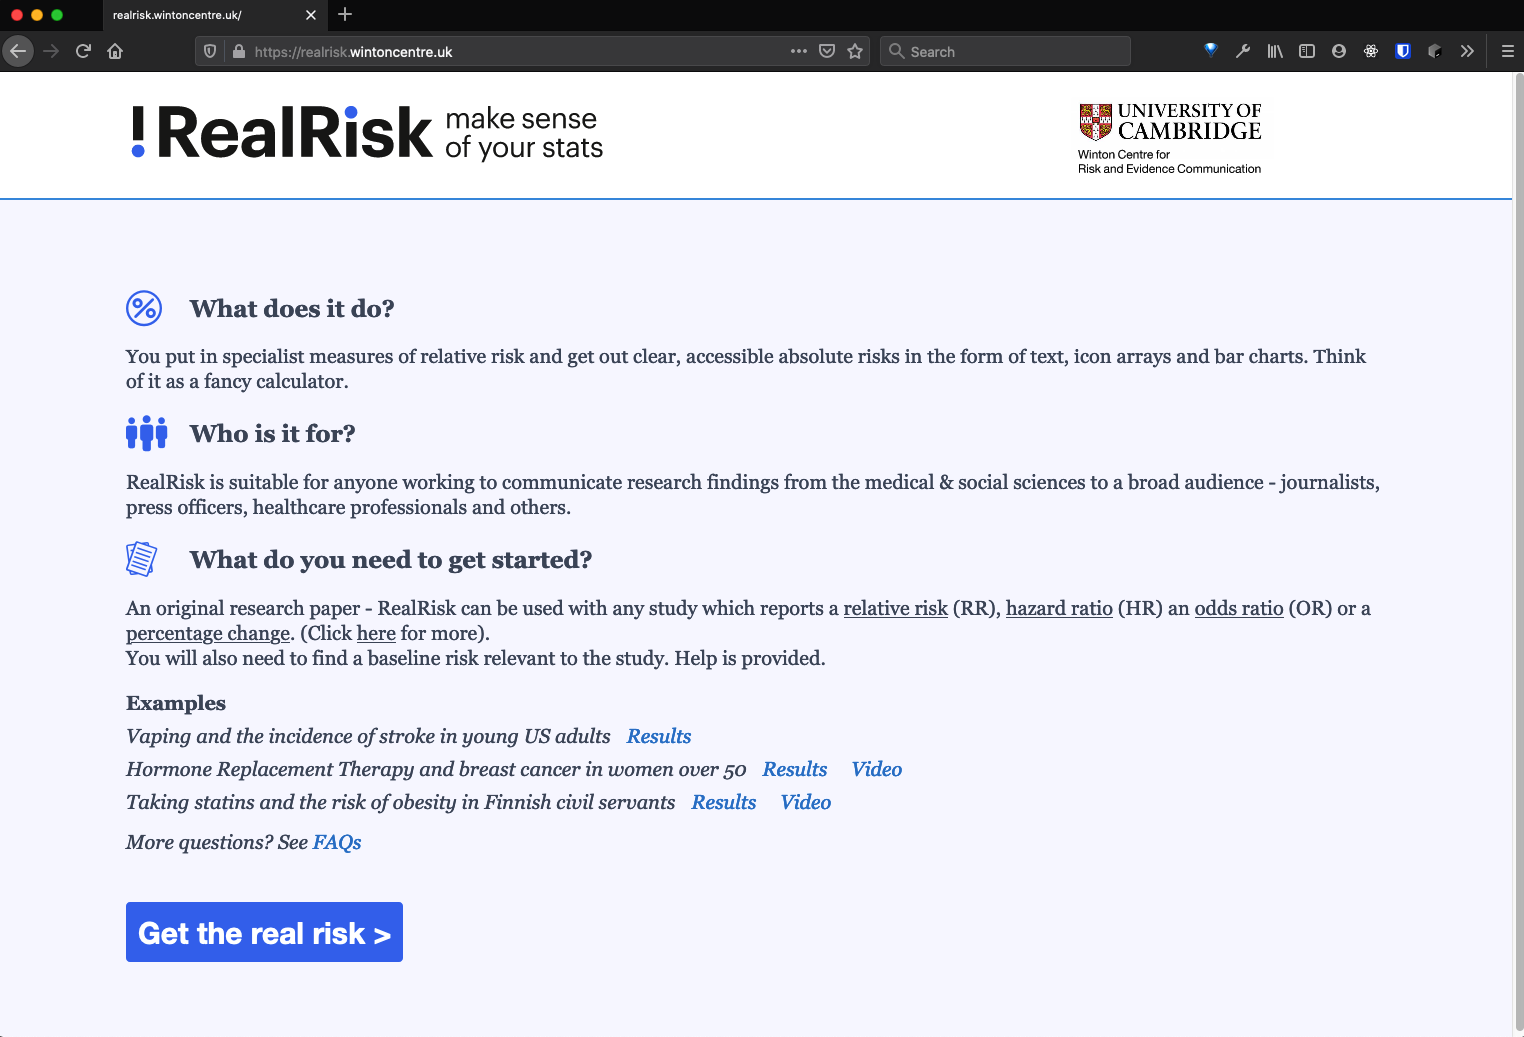 realrisk.wintoncentre.uk/
https://realrisk.wintoncentre.uk
Search
!RealRisk
make sense
of your stats
UNIVERSITY OF
CAMBRIDGE
Winton Centre for
Risk and Evidence Communication
What does it do?
You put in specialist measures of relative risk and get out clear, accessible absolute risks in the form of text, icon arrays and bar charts. Think
of it as a fancy calculator.
Who is it for?
RealRisk is suitable for anyone working to communicate research findings from the medical & social sciences to a broad audience - journalists,
press officers, healthcare professionals and others.
What do you need to get started?
An original research paper - RealRisk can be used with any study which reports a relative risk (RR), hazard ratio (HR) an odds ratio (OR) or a
percentage change. (Click here for more).
You will also need to find a baseline risk relevant to the study. Help is provided.
Examples
Vaping and the incidence of stroke in young US adults Results
Hormone Replacement Therapy and breast cancer in women over 50 Results Video
Taking statins and the risk of obesity in Finnish civil servants Results Video
More questions? See FAQs
Get the real risk >